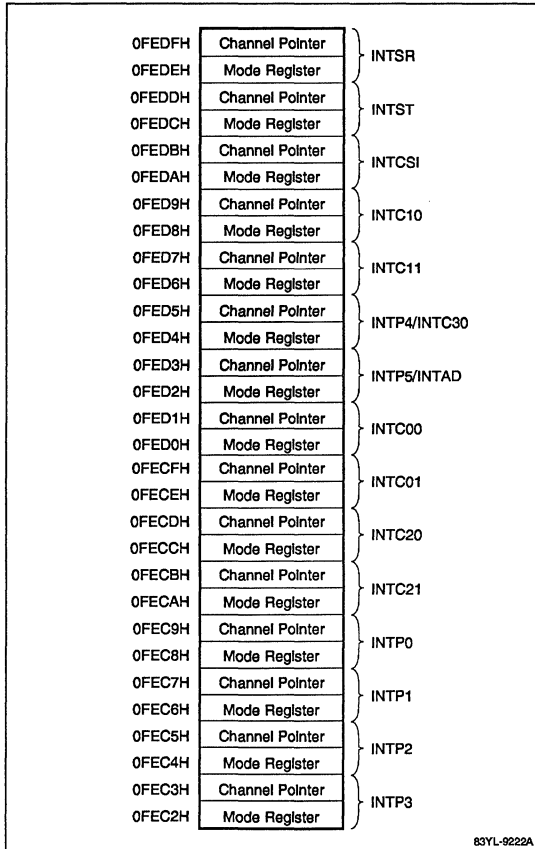 0FEDFH Channel Pointer
INTSR
0FEDEH Mode Register
0FEDDH Channel Pointer
INTST
0FEDCH Mode Register
0FEDBH Channel Pointer
INTCSI
0FEDAH Mode Register
0FED9H Channel Pointer
INTC10
0FED8H Mode Register
0FED7H Channel Pointer
INTC11
0FED6H Mode Register
0FED5H Channel Pointer
INTP4/INTC30
0FED4H Mode Register
0FED3H Channel Pointer
INTP5/INTAD
0FED2H Mode Register
0FED1H Channel Pointer
INTC00
0FED0H Mode Register
0FECFH Channel Pointer
INTC01
0FECEH Mode Register
0FECDH Channel Pointer
INTC20
0FECCH Mode Register
0FECBH Channel Pointer
INTC21
0FECAH Mode Register
0FEC9H Channel Pointer
INTP0
0FEC8H Mode Register
0FEC7H Channel Pointer
INTP1
0FEC6H Mode Register
0FEC5H Channel Pointer
INTP2
0FEC4H Mode Register
0FEC3H Channel Pointer
INTP3
0FEC2H Mode Register
83YL-9222A